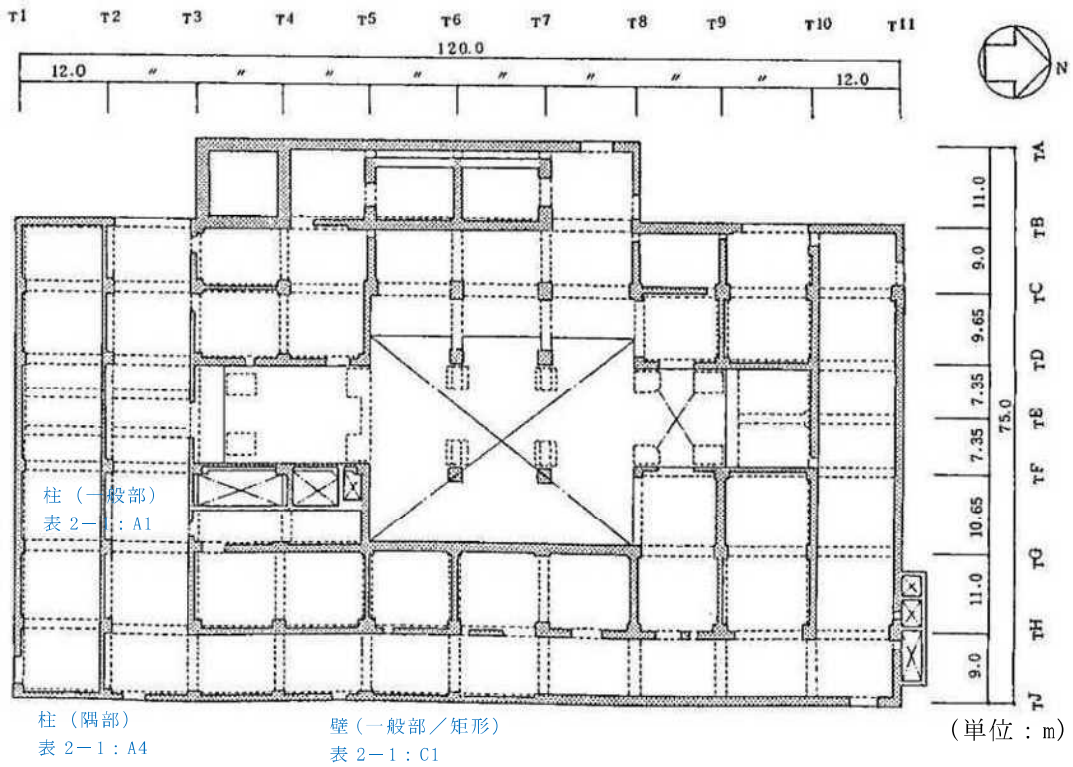 T1 T2 T3 T4 T5 T6 T7 T8 T9 T10 T11
120.0
12.0 〃 〃 〃 〃 〃 〃 〃 〃 12.0
N
TA
11.0
TB
9.0
TC
9.65
TD
7.35
TE
75.0
7.35
TF
10.65
TG
11.0
TH
9.0
TJ
柱（一般部）
表 2－1：A1
柱（隅部）
表 2－1：A4
壁（一般部／矩形）
表 2－1：C1
（単位：m）